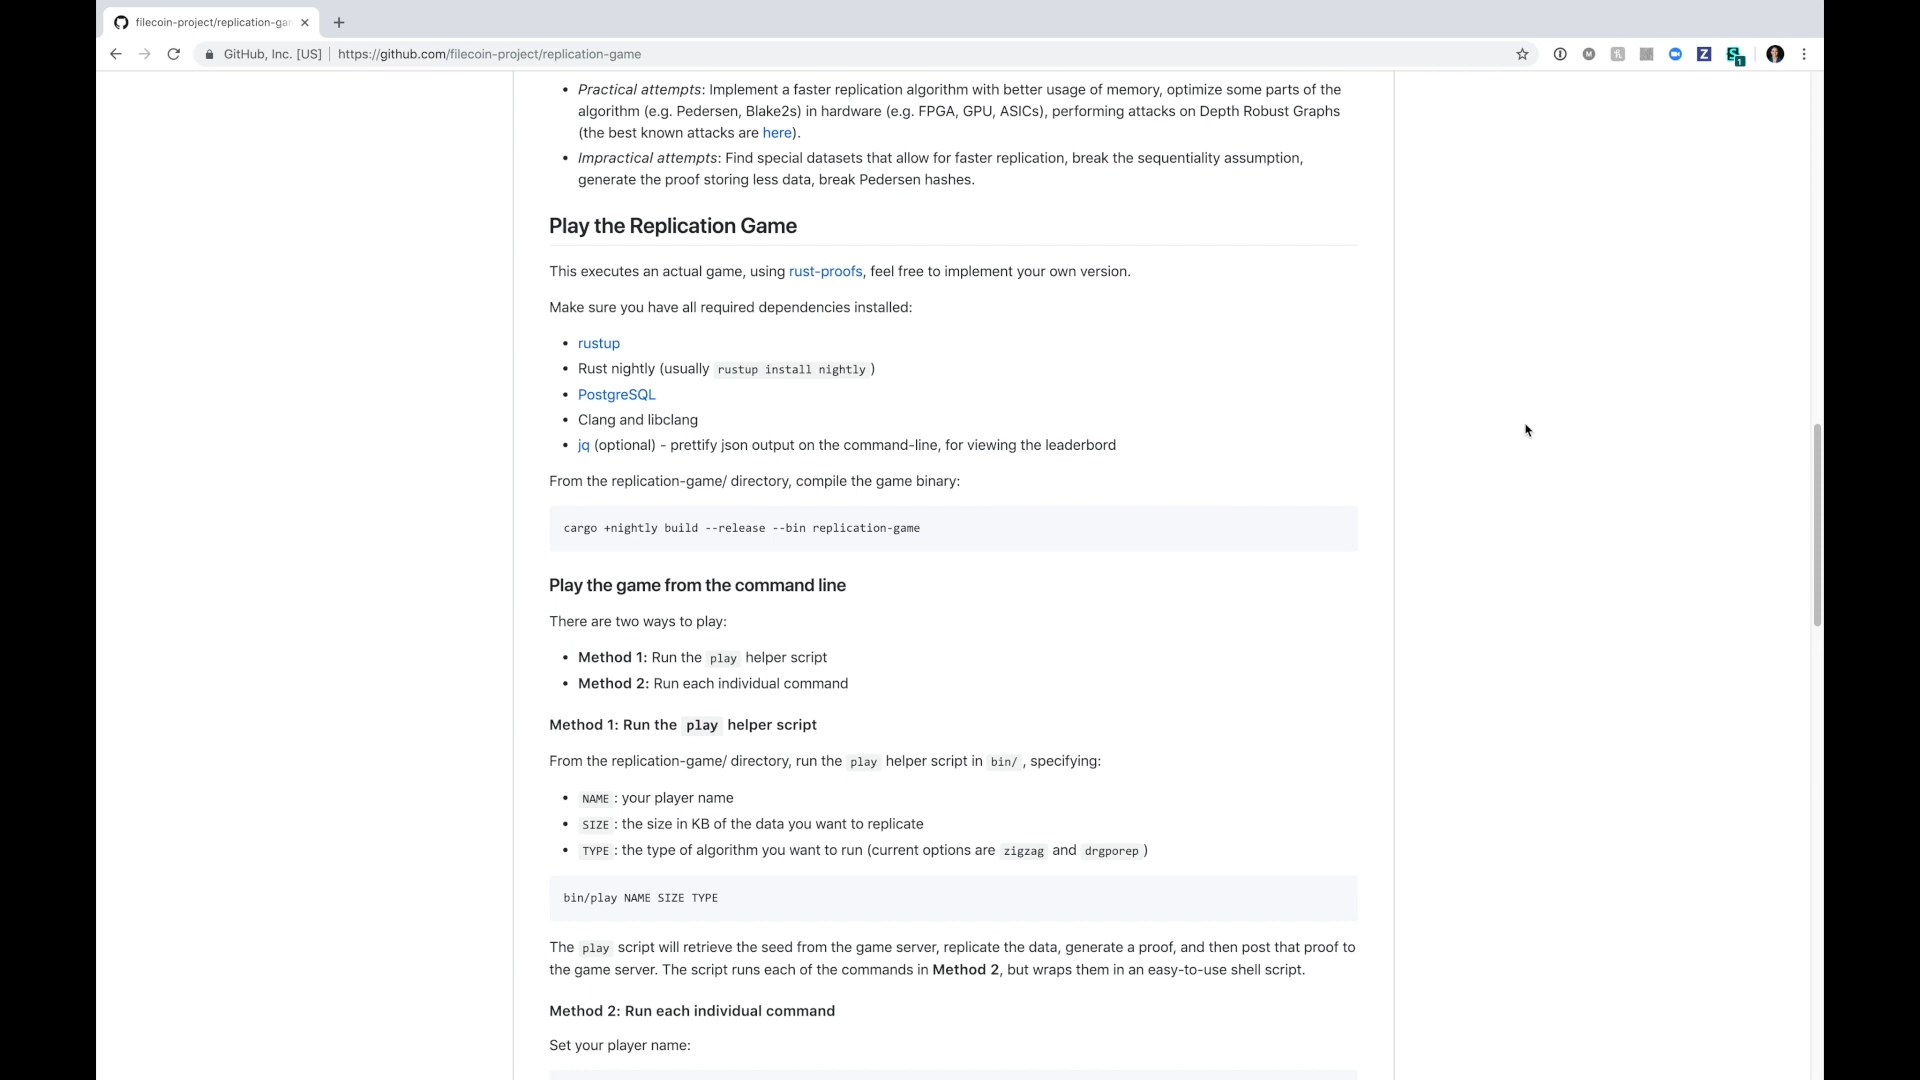 filecoin-project/replication-gan
GitHub, Inc. [US] | https://github.com/filecoin-project/replication-game
• Practical attempts: Implement a faster replication algorithm with better usage of memory, optimize some parts of the
algorithm (e.g. Pedersen, Blake2s) in hardware (e.g. FPGA, GPU, ASICs), performing attacks on Depth Robust Graphs
(the best known attacks are here).
• Impractical attempts: Find special datasets that allow for faster replication, break the sequentiality assumption,
generate the proof storing less data, break Pedersen hashes.
Play the Replication Game
This executes an actual game, using rust-proofs, feel free to implement your own version.
Make sure you have all required dependencies installed:
• rustup
• Rust nightly (usually rustup install nightly )
• PostgreSQL
• Clang and libclang
• jq (optional) - prettify json output on the command-line, for viewing the leaderbord
From the replication-game/ directory, compile the game binary:
cargo +nightly build --release --bin replication-game
Play the game from the command line
There are two ways to play:
• Method 1: Run the play helper script
• Method 2: Run each individual command
Method 1: Run the play helper script
From the replication-game/ directory, run the play helper script in bin/ , specifying:
• NAME : your player name
• SIZE : the size in KB of the data you want to replicate
• TYPE : the type of algorithm you want to run (current options are zigzag and drgporep )
bin/play NAME SIZE TYPE
The play script will retrieve the seed from the game server, replicate the data, generate a proof, and then post that proof to
the game server. The script runs each of the commands in Method 2, but wraps them in an easy-to-use shell script.
Method 2: Run each individual command
Set your player name: